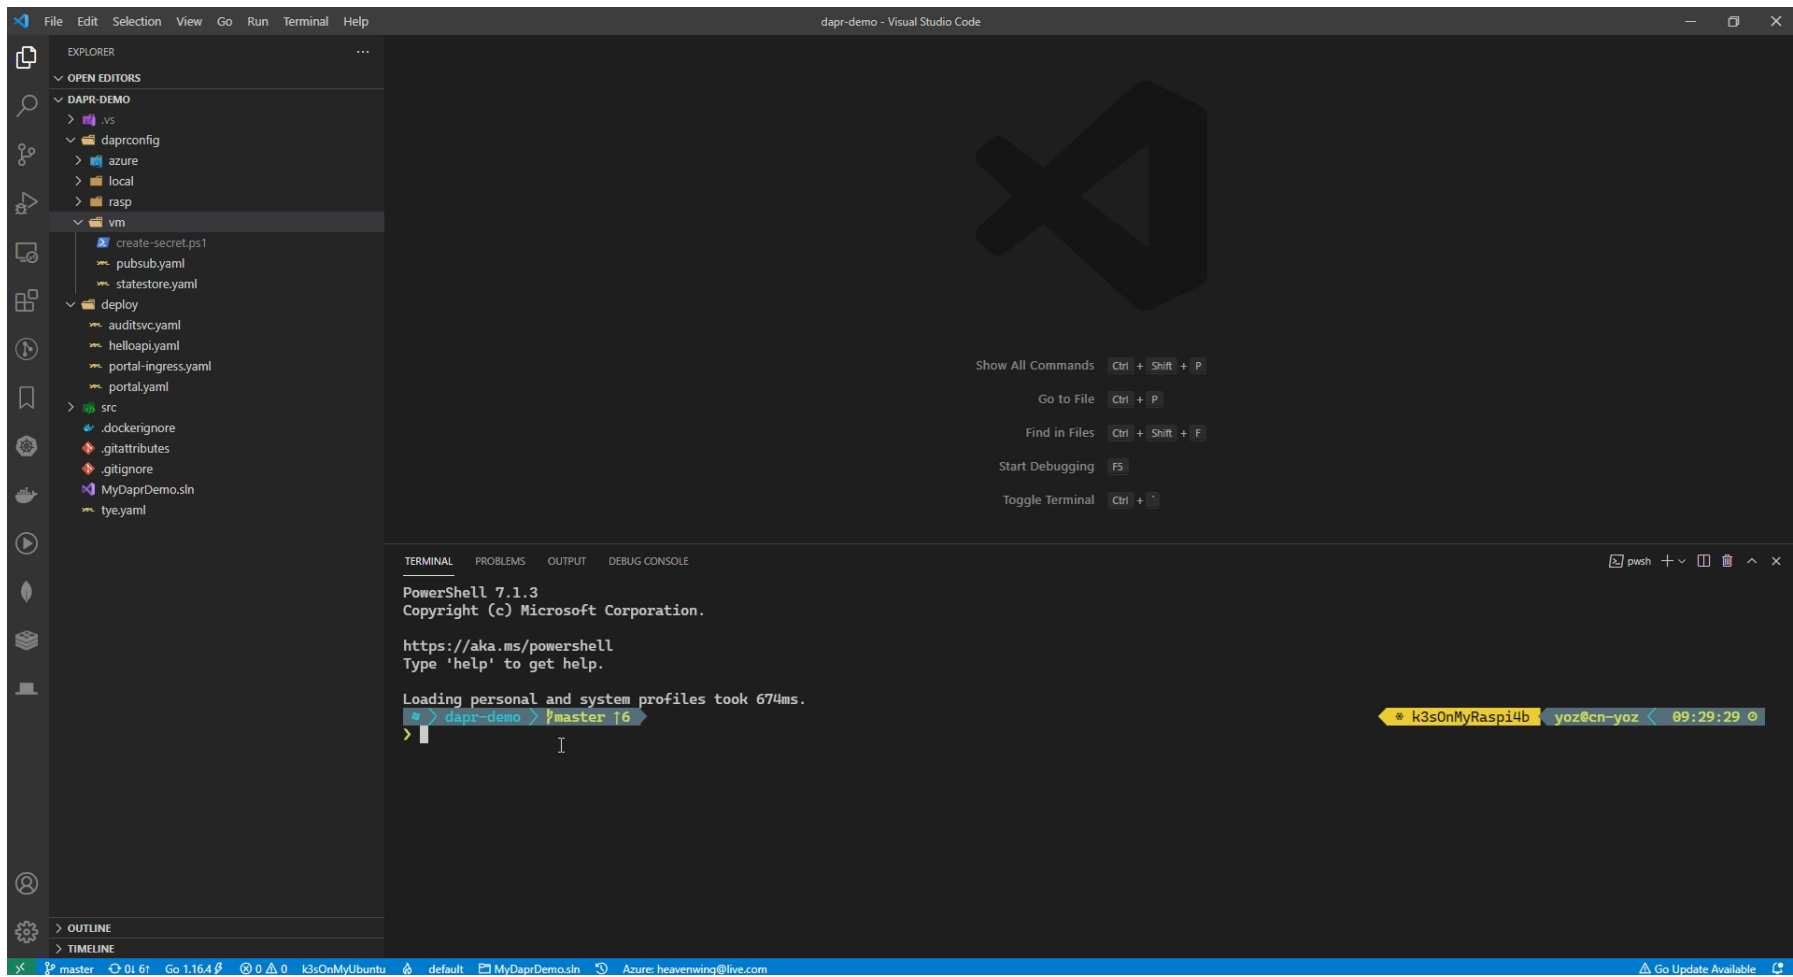 File Edit Selection View Go Run Terminal Help
dapr-demo - Visual Studio Code
EXPLORER
OPEN EDITORS
DAPR-DEMO
.vs
daprconfig
azure
local
rasp
vm
create-secret.ps1
pubsub.yaml
statestore.yaml
deploy
auditsvc.yaml
helloapi.yaml
portal-ingress.yaml
portal.yaml
src
.dockerignore
.gitattributes
.gitignore
MyDaprDemo.sln
tye.yaml
OUTLINE
TIMELINE
Show All Commands Ctrl + Shift + P
Go to File Ctrl + P
Find in Files Ctrl + Shift + F
Start Debugging F5
Toggle Terminal Ctrl + `
TERMINAL PROBLEMS OUTPUT DEBUG CONSOLE
pwsh
PowerShell 7.1.3
Copyright (c) Microsoft Corporation.
https://aka.ms/powershell
Type 'help' to get help.
Loading personal and system profiles took 674ms.
dapr-demo master ↑6
k3sOnMyRaspi4b yoz@cn-yoz 09:29:29
❯
master 0↓ 6↑ Go 1.16.4 0 0 k3sOnMyUbuntu default MyDaprDemo.sln Azure: heavenwing@live.com
Go Update Available